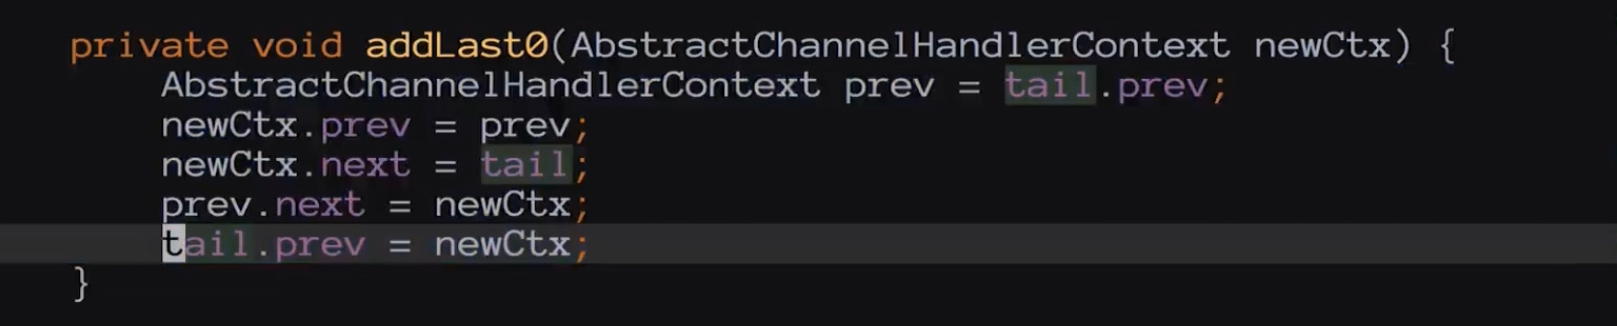 private void addLast0(AbstractChannelHandlerContext newCtx) {
    AbstractChannelHandlerContext prev = tail.prev;
    newCtx.prev = prev;
    newCtx.next = tail;
    prev.next = newCtx;
    tail.prev = newCtx;
}